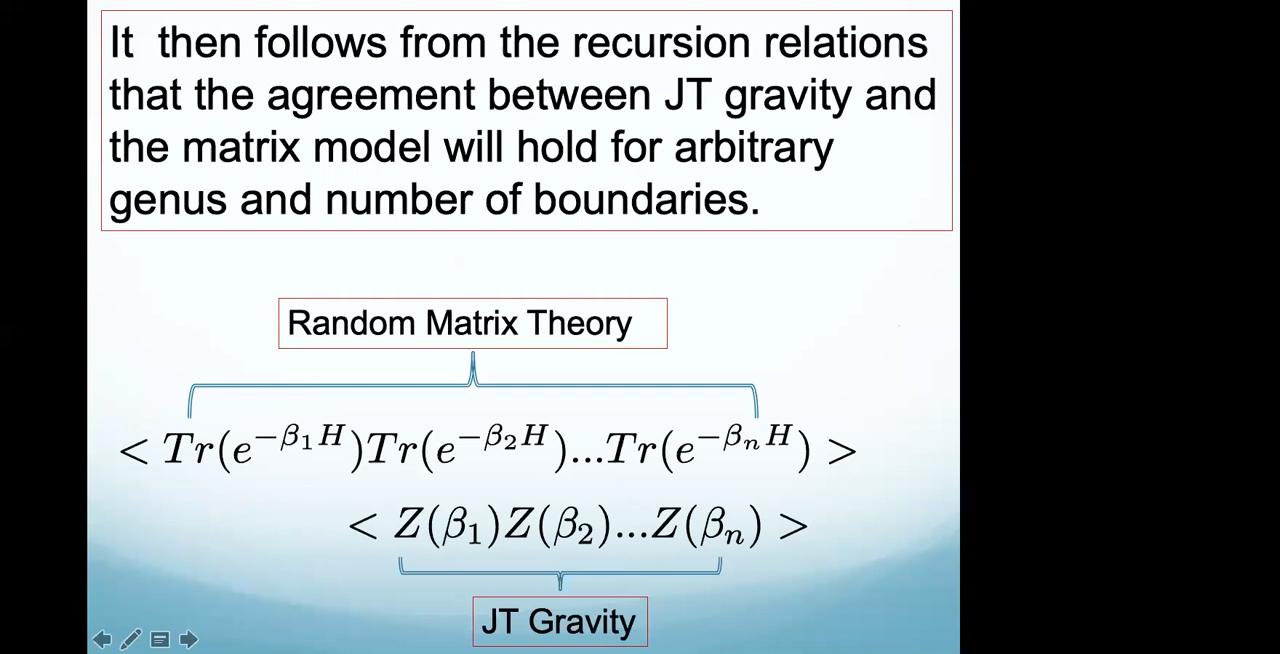 It then follows from the recursion relations
that the agreement between JT gravity and
the matrix model will hold for arbitrary
genus and number of boundaries.
Random Matrix Theory
< Tr(e^{-β_1 H})Tr(e^{-β_2 H})...Tr(e^{-β_n H}) >
< Z(β_1)Z(β_2)...Z(β_n) >
JT Gravity